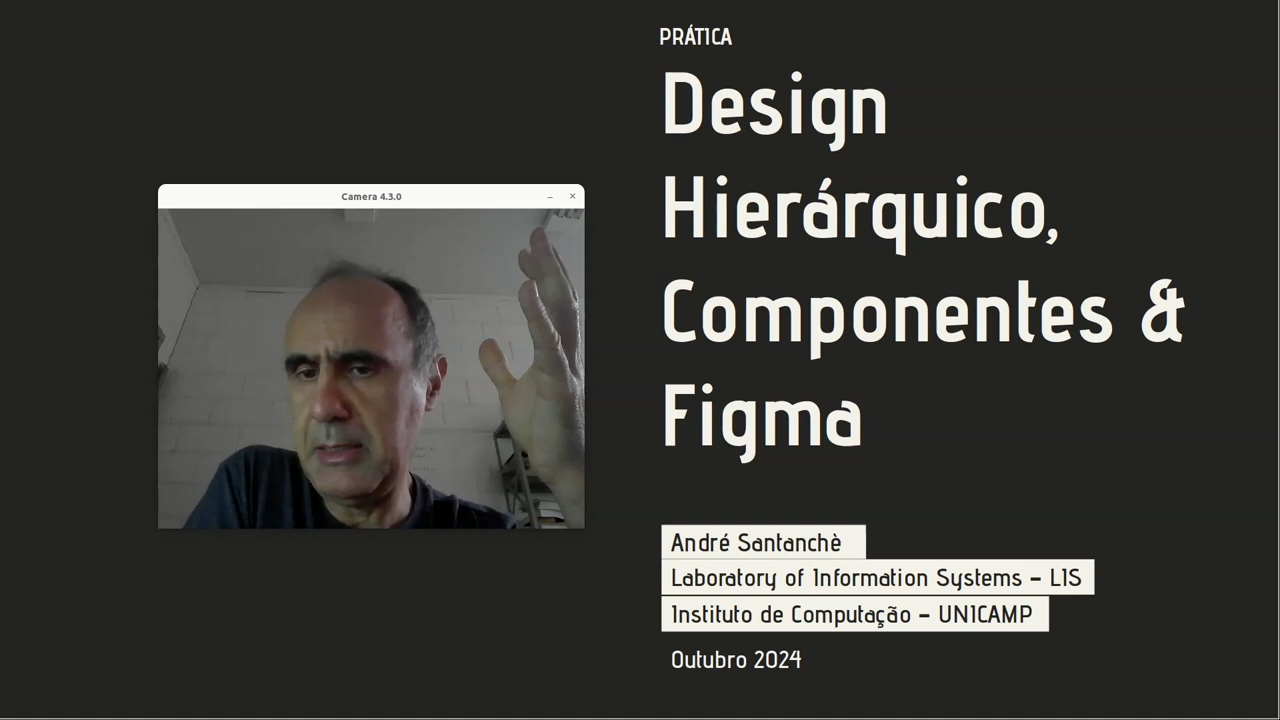 PRÁTICA
Design
Hierárquico,
Componentes &
Figma
Camera 4.3.0
André Santanchè
Laboratory of Information Systems – LIS
Instituto de Computação – UNICAMP
Outubro 2024